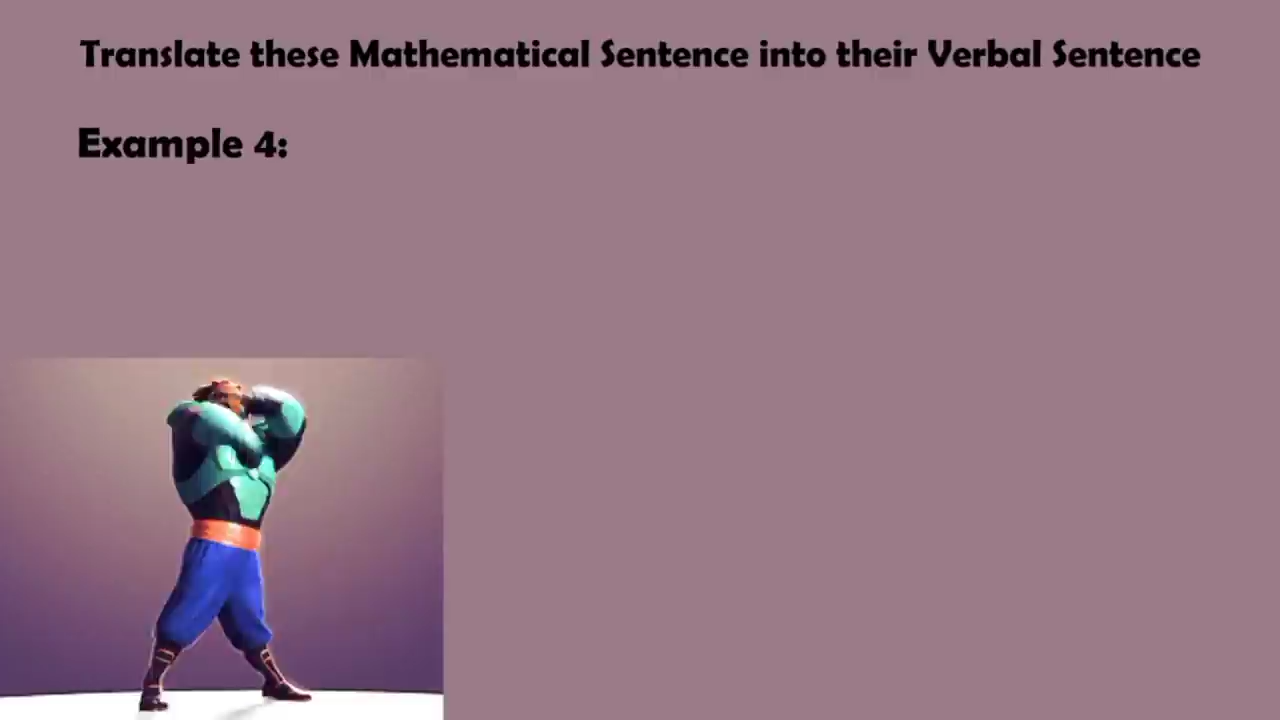 Translate these Mathematical Sentence into their Verbal Sentence
Example 4: